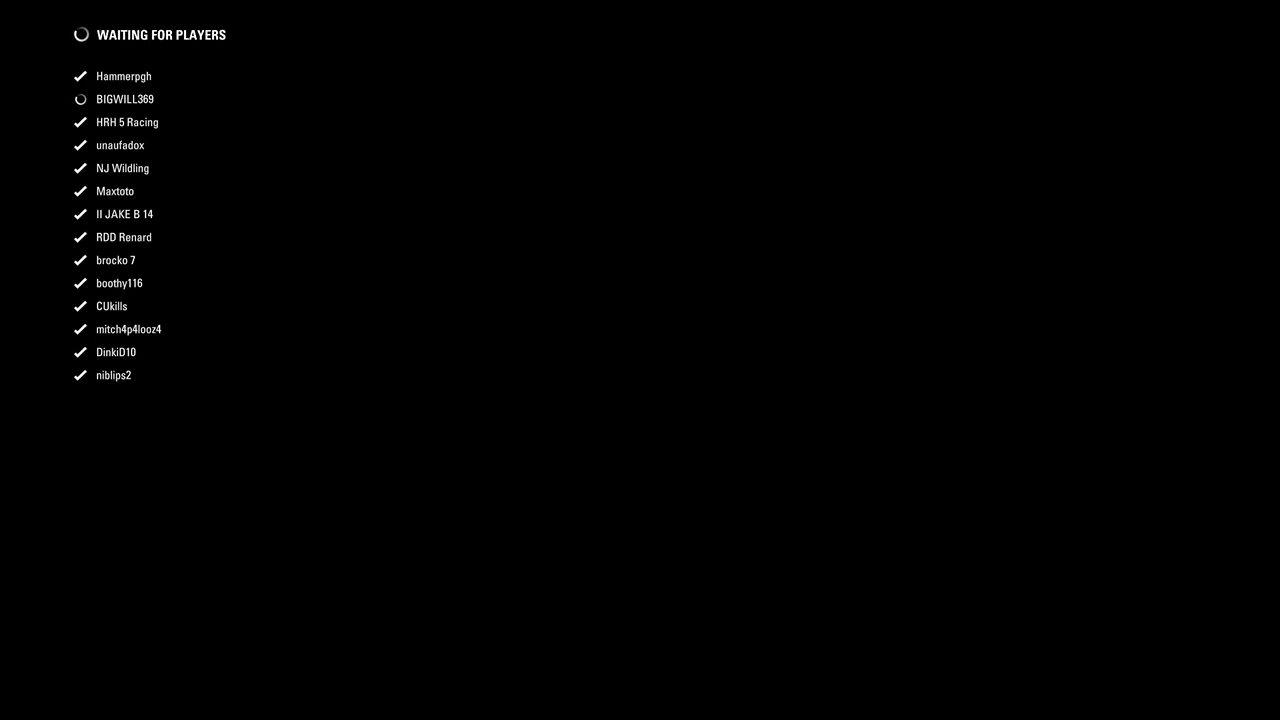 WAITING FOR PLAYERS
Hammerpgh
BIGWILL369
HRH 5 Racing
unaufadox
NJ Wildling
Maxtoto
II JAKE B 14
RDD Renard
brocko 7
boothy116
CUkills
mitch4p4looz4
DinkiD10
niblips2